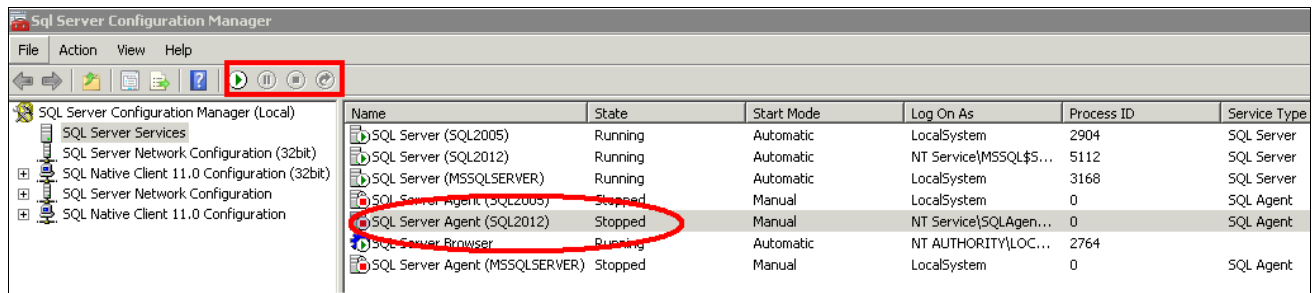 Sql Server Configuration Manager
File Action View Help
SQL Server Configuration Manager (Local)
SQL Server Services
SQL Server Network Configuration (32bit)
SQL Native Client 11.0 Configuration (32bit)
SQL Server Network Configuration
SQL Native Client 11.0 Configuration
Name State Start Mode Log On As Process ID Service Type
SQL Server (SQL2005) Running Automatic LocalSystem 2904 SQL Server
SQL Server (SQL2012) Running Automatic NT Service\MSSQL$S... 5112 SQL Server
SQL Server (MSSQLSERVER) Running Automatic LocalSystem 3168 SQL Server
SQL Server Agent (SQL2005) Stopped Manual LocalSystem 0 SQL Agent
SQL Server Agent (SQL2012) Stopped Manual NT Service\SQLAgen... 0 SQL Agent
SQL Server Browser Running Automatic NT AUTHORITY\LOC... 2764
SQL Server Agent (MSSQLSERVER) Stopped Manual LocalSystem 0 SQL Agent